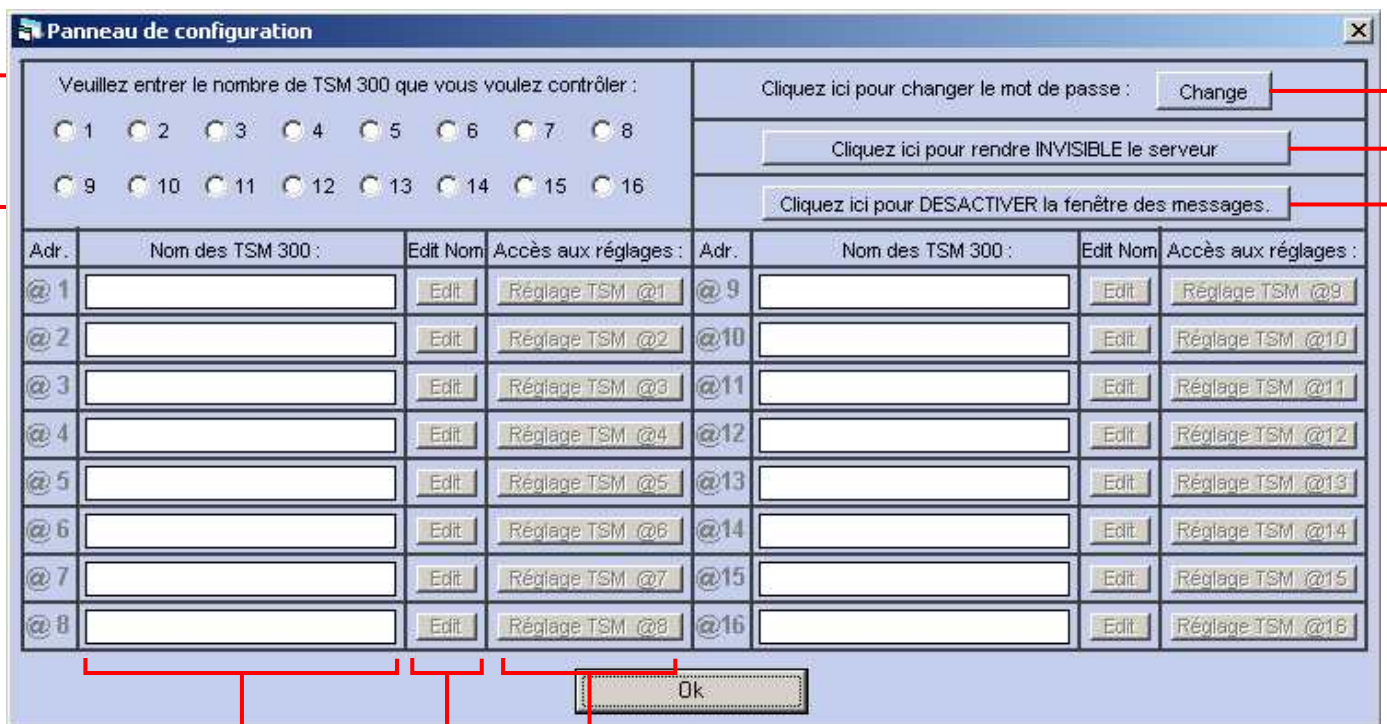 Panneau de configuration
Veuillez entrer le nombre de TSM 300 que vous voulez contrôler :
1 2 3 4 5 6 7 8
9 10 11 12 13 14 15 16
Cliquez ici pour changer le mot de passe : Change
Cliquez ici pour rendre INVISIBLE le serveur
Cliquez ici pour DESACTIVER la fenêtre des messages.
Adr. Nom des TSM 300 : Edit Nom Accès aux réglages : Adr. Nom des TSM 300 : Edit Nom Accès aux réglages :
@ 1 Edit Réglage TSM @1 @ 9 Edit Réglage TSM @9
@ 2 Edit Réglage TSM @2 @10 Edit Réglage TSM @10
@ 3 Edit Réglage TSM @3 @11 Edit Réglage TSM @11
@ 4 Edit Réglage TSM @4 @12 Edit Réglage TSM @12
@ 5 Edit Réglage TSM @5 @13 Edit Réglage TSM @13
@ 6 Edit Réglage TSM @6 @14 Edit Réglage TSM @14
@ 7 Edit Réglage TSM @7 @15 Edit Réglage TSM @15
@ 8 Edit Réglage TSM @8 @16 Edit Réglage TSM @16
Ok